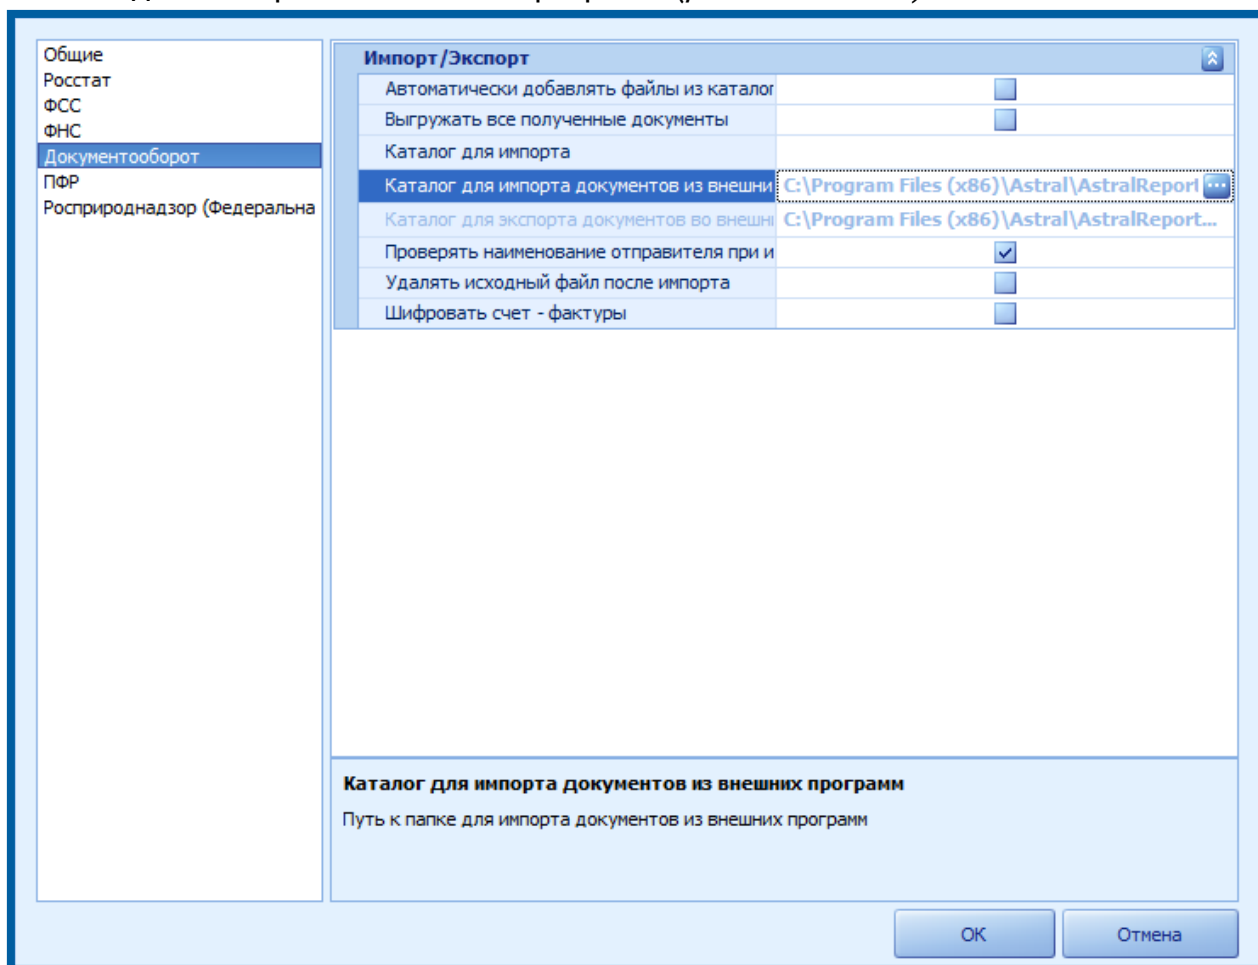 Общие
Росстат
ФСС
ФНС
Документооборот
ПФР
Росприроднадзор (Федеральна
Импорт/Экспорт
Автоматически добавлять файлы из каталог
Выгружать все полученные документы
Каталог для импорта
Каталог для импорта документов из внешни C:\Program Files (x86)\Astral\AstralReport
Каталог для экспорта документов во внешн C:\Program Files (x86)\Astral\AstralReport...
Проверять наименование отправителя при и
Удалять исходный файл после импорта
Шифровать счет - фактуры
Каталог для импорта документов из внешних программ
Путь к папке для импорта документов из внешних программ
ОК Отмена